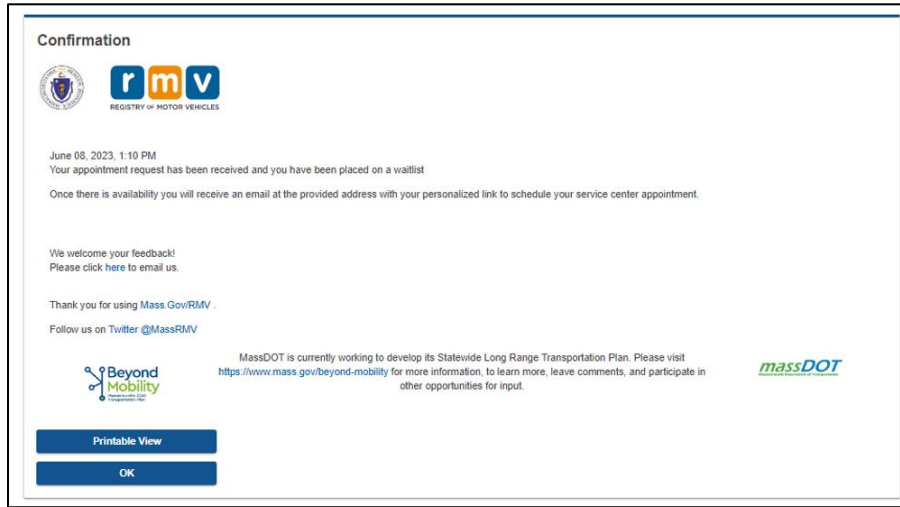 Confirmation
rmv
REGISTRY OF MOTOR VEHICLES
June 08, 2023, 1:10 PM
Your appointment request has been received and you have been placed on a waitlist
Once there is availability you will receive an email at the provided address with your personalized link to schedule your service center appointment.
We welcome your feedback!
Please click here to email us.
Thank you for using Mass.Gov/RMV .
Follow us on Twitter @MassRMV
Beyond
Mobility
MassDOT is currently working to develop its Statewide Long Range Transportation Plan. Please visit
https://www.mass.gov/beyond-mobility for more information, to learn more, leave comments, and participate in
other opportunities for input.
massDOT
Printable View
OK